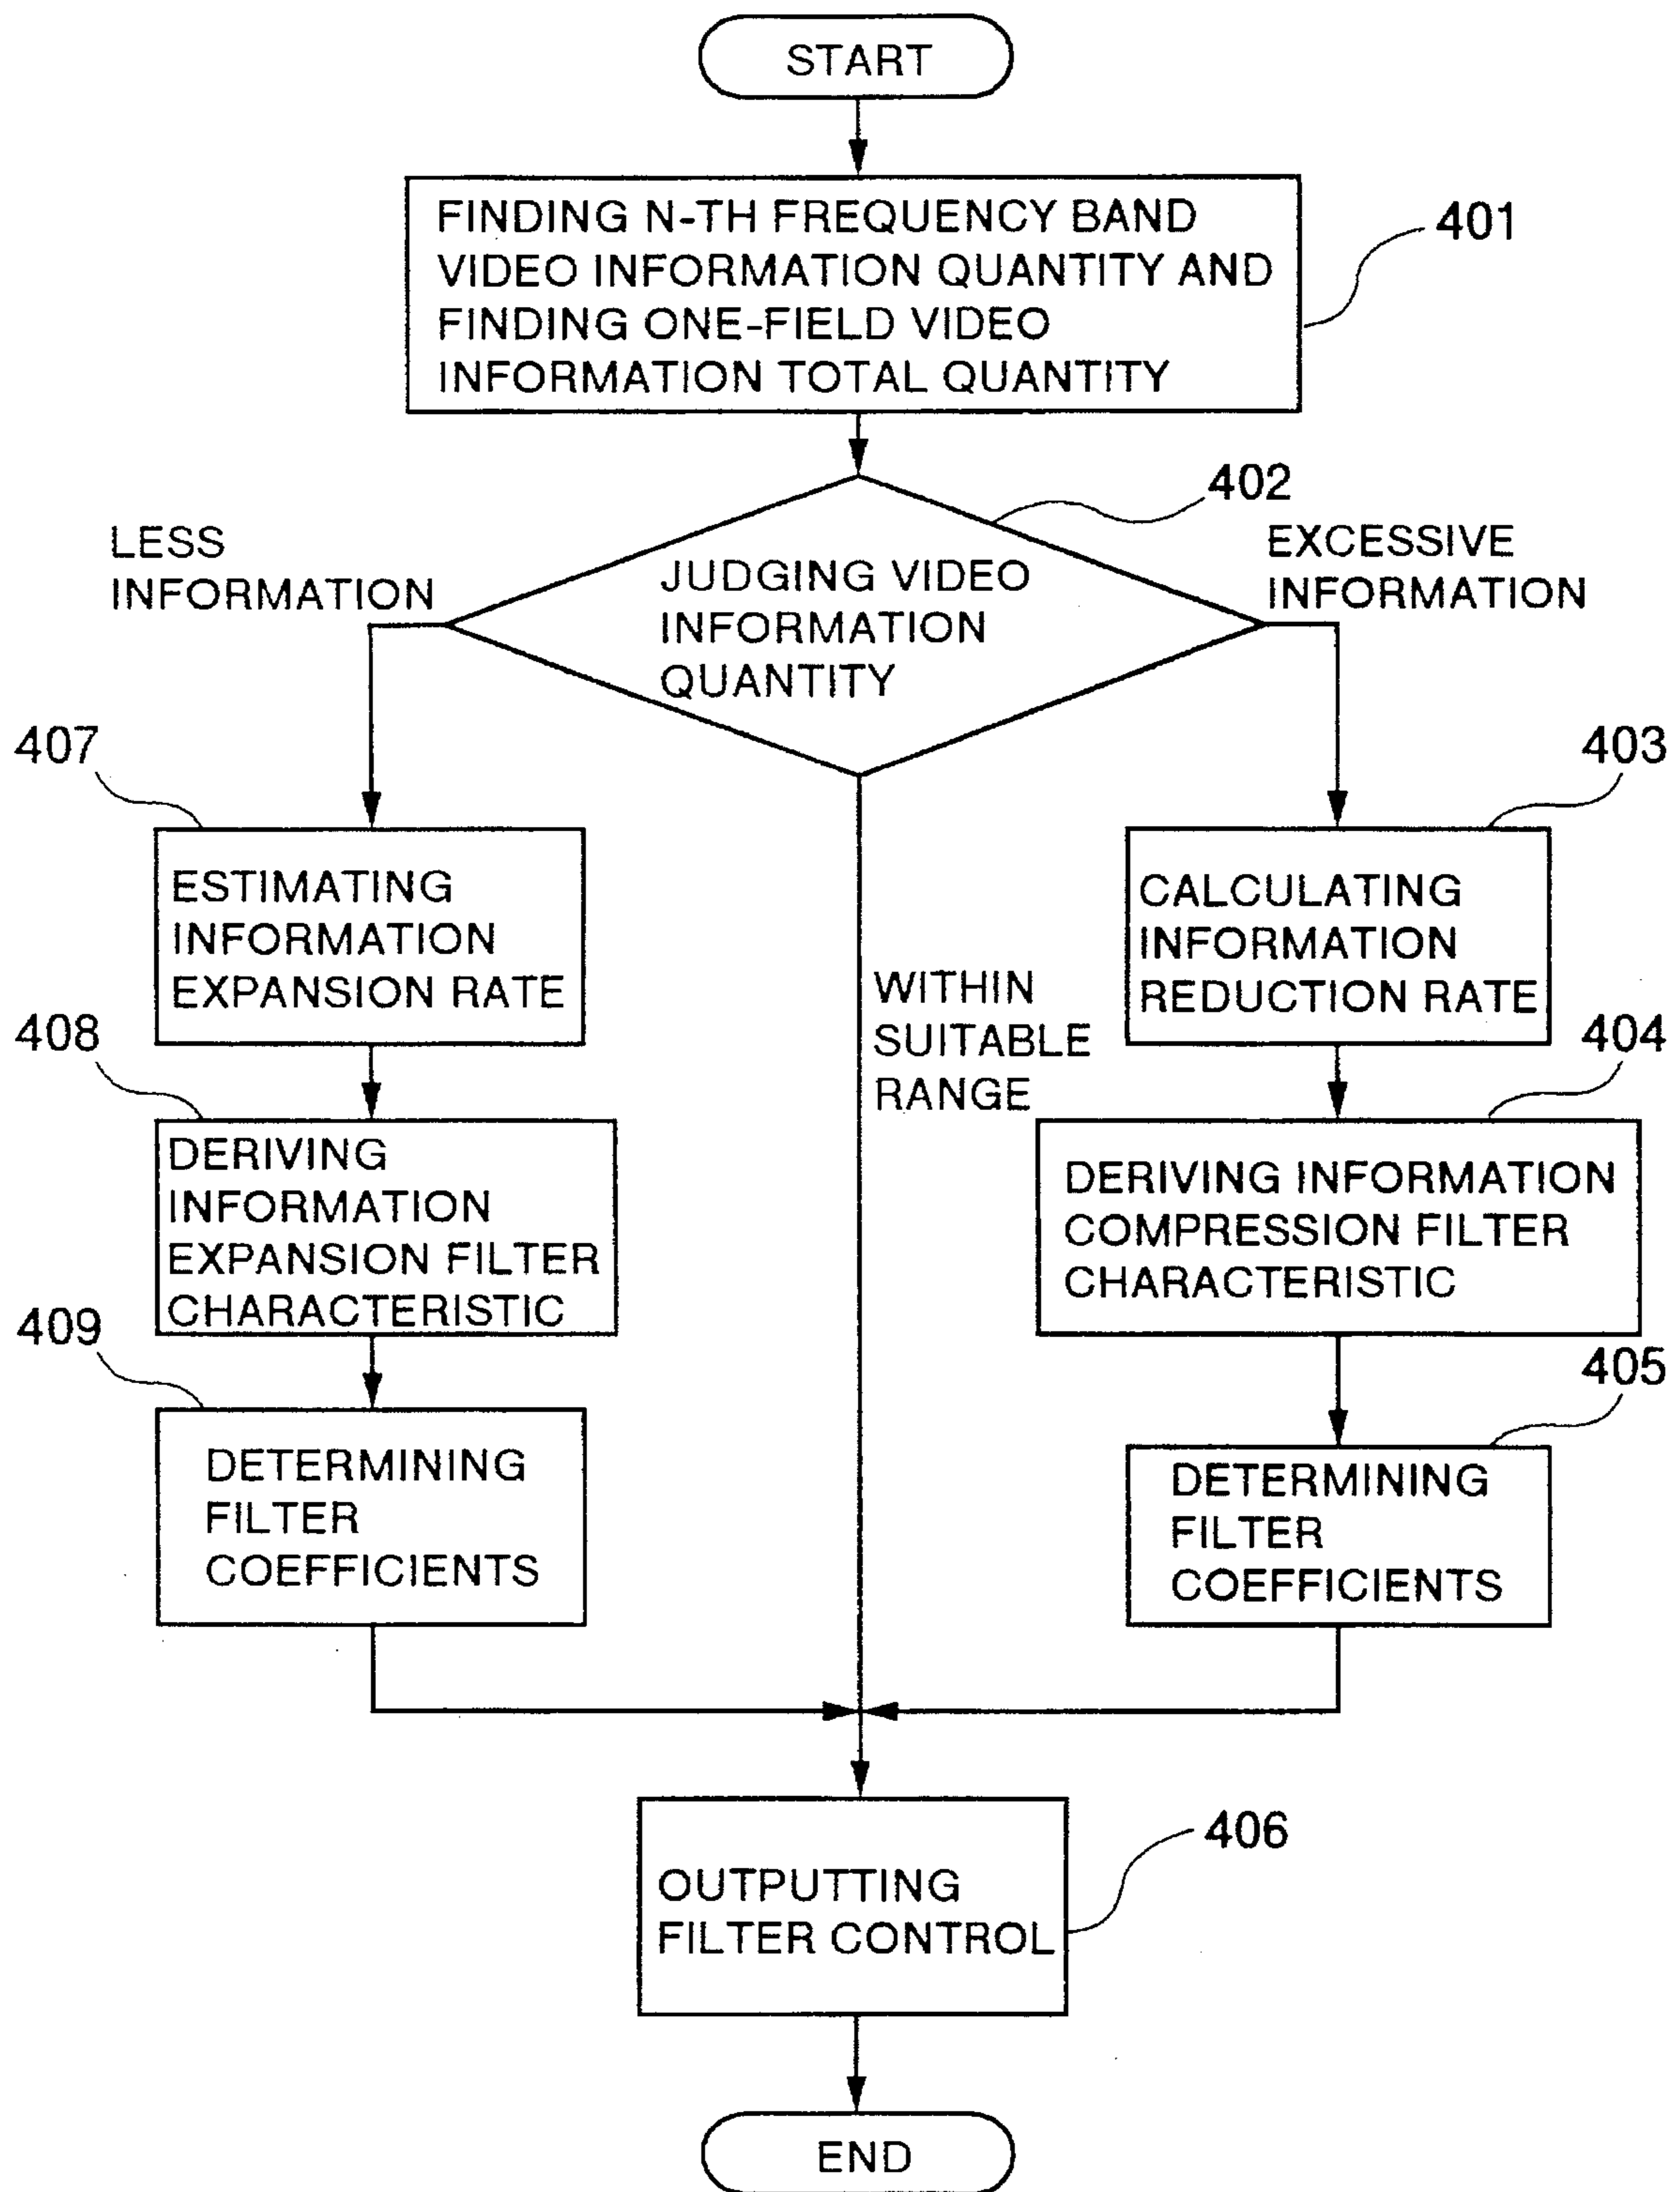 START
FINDING N-TH FREQUENCY BAND
VIDEO INFORMATION QUANTITY AND
FINDING ONE-FIELD VIDEO
INFORMATION TOTAL QUANTITY
401
402
LESS
INFORMATION
JUDGING VIDEO
INFORMATION
QUANTITY
EXCESSIVE
INFORMATION
407
ESTIMATING
INFORMATION
EXPANSION RATE
403
CALCULATING
INFORMATION
REDUCTION RATE
WITHIN
SUITABLE
RANGE
408
DERIVING
INFORMATION
EXPANSION FILTER
CHARACTERISTIC
404
DERIVING INFORMATION
COMPRESSION FILTER
CHARACTERISTIC
409
DETERMINING
FILTER
COEFFICIENTS
405
DETERMINING
FILTER
COEFFICIENTS
406
OUTPUTTING
FILTER CONTROL
END